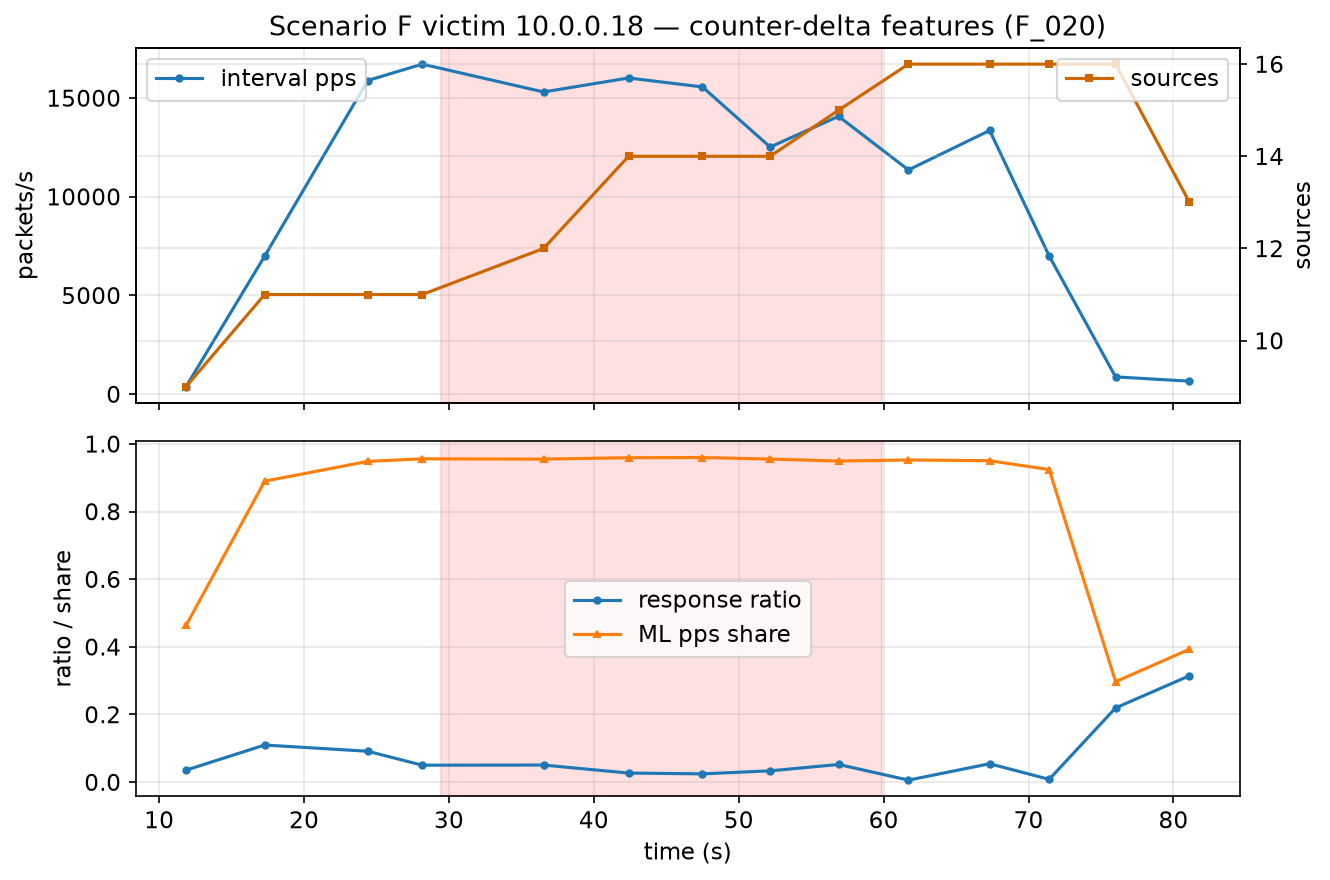 Scenario F victim 10.0.0.18 — counter-delta features (F_020)
interval pps
sources
15000
10000
5000
0
packets/s
16
14
12
10
sources
1.0
0.8
0.6
0.4
0.2
0.0
ratio / share
response ratio
ML pps share
10 20 30 40 50 60 70 80
time (s)